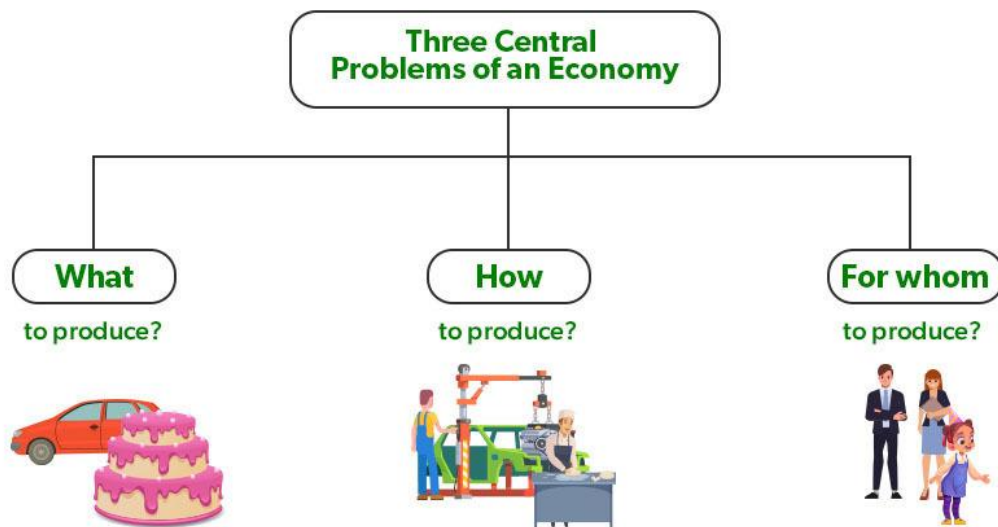 Three Central
Problems of an Economy
What
to produce?
How
to produce?
For whom
to produce?